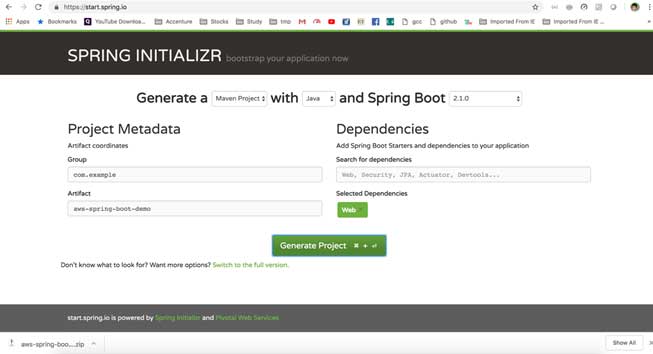 https://start.spring.io
Apps Bookmarks YouTube Downloa... Accenture Stocks Study tmp gcc github Imported From IE Imported From IE ...
SPRING INITIALIZR bootstrap your application now
Generate a Maven Project with Java and Spring Boot 2.1.0
Project Metadata
Artifact coordinates
Group
com.example
Artifact
aws-spring-boot-demo
Dependencies
Add Spring Boot Starters and dependencies to your application
Search for dependencies
Web, Security, JPA, Actuator, Devtools...
Selected Dependencies
Web
Generate Project ⌘ + ⏎
Don't know what to look for? Want more options? Switch to the full version.
start.spring.io is powered by Spring Initializr and Pivotal Web Services
aws-spring-boo....zip
Show All